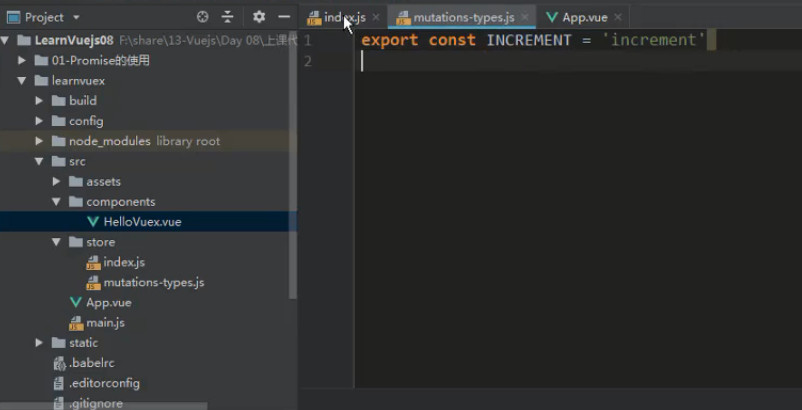 Project
index.js
mutations-types.js
App.vue
LearnVuejs08 F:\share\13-Vuejs\Day 08\上课代
01-Promise的使用
learnvuex
build
config
node_modules library root
src
assets
components
HelloVuex.vue
store
index.js
mutations-types.js
App.vue
main.js
static
.babelrc
.editorconfig
.gitignore
1 export const INCREMENT = 'increment'
2